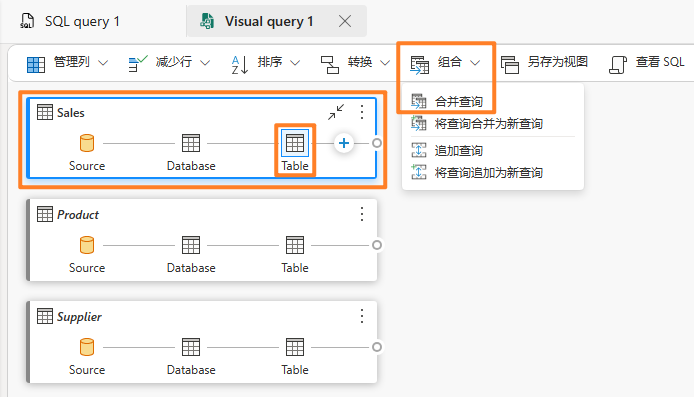 SQL query 1
Visual query 1
管理列
减少行
排序
转换
组合
另存为视图
查看 SQL
合并查询
将查询合并为新查询
追加查询
将查询追加为新查询
Sales
Source
Database
Table
Product
Source
Database
Table
Supplier
Source
Database
Table